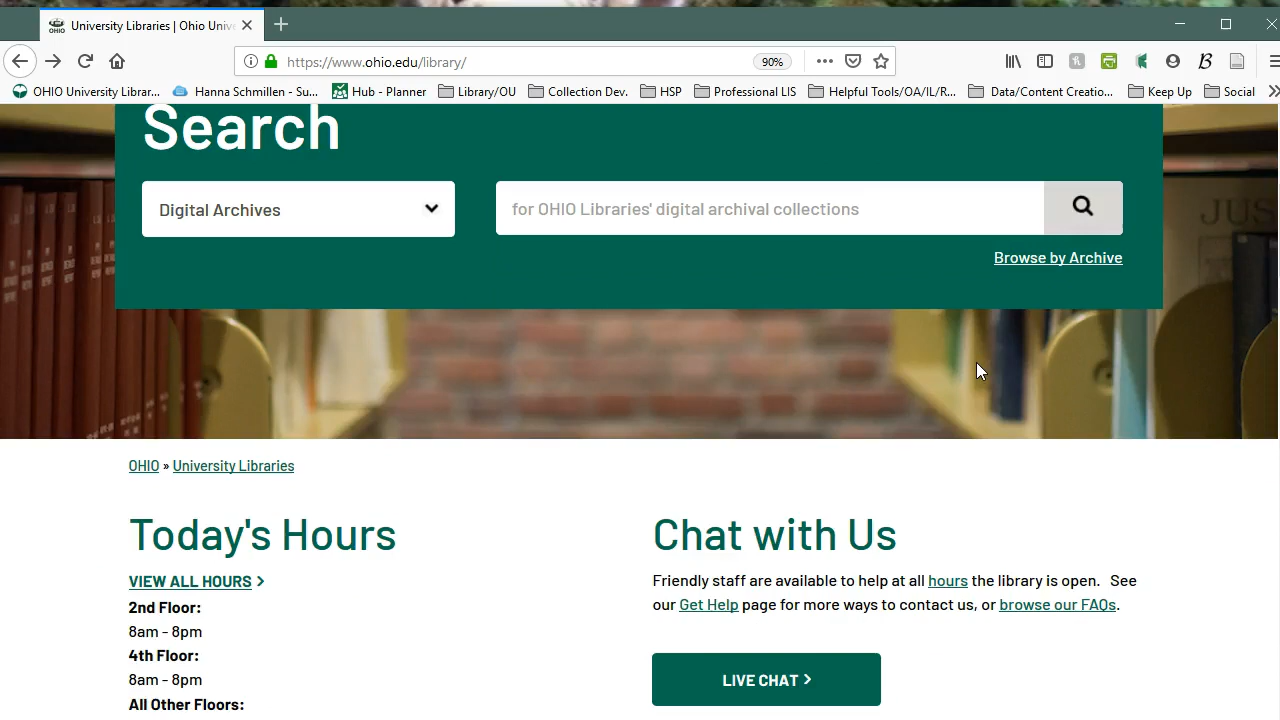 University Libraries | Ohio Univ
https://www.ohio.edu/library/
90%
OHIO University Librar...
Hanna Schmillen - Su...
Hub - Planner
Library/OU
Collection Dev.
HSP
Professional LIS
Helpful Tools/OA/IL/R...
Data/Content Creatio...
Keep Up
Social
Search
Digital Archives
for OHIO Libraries' digital archival collections
Browse by Archive
JUS
OHIO » University Libraries
Today's Hours
VIEW ALL HOURS >
2nd Floor:
8am - 8pm
4th Floor:
8am - 8pm
All Other Floors:
Chat with Us
Friendly staff are available to help at all hours the library is open. See
our Get Help page for more ways to contact us, or browse our FAQs.
LIVE CHAT >